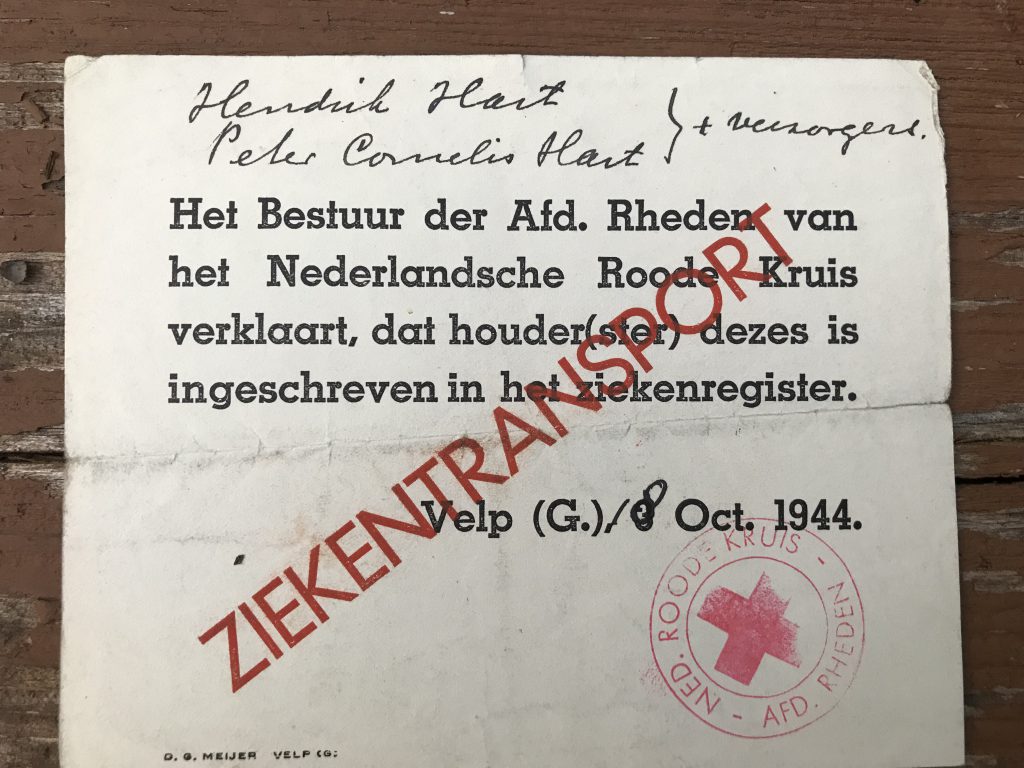 Hendrik Hart
Peter Cornelis Hart } + verzorgers.
Het Bestuur der Afd. Rheden van
het Nederlandsche Roode Kruis
verklaart, dat houder(ster) dezes is
ingeschreven in het ziekenregister.
ZIEKENTRANSPORT
Velp (G.), 18 Oct. 1944.
NED. ROODE KRUIS - AFD. RHEDEN -
G. G. MEIJER VELP (G)